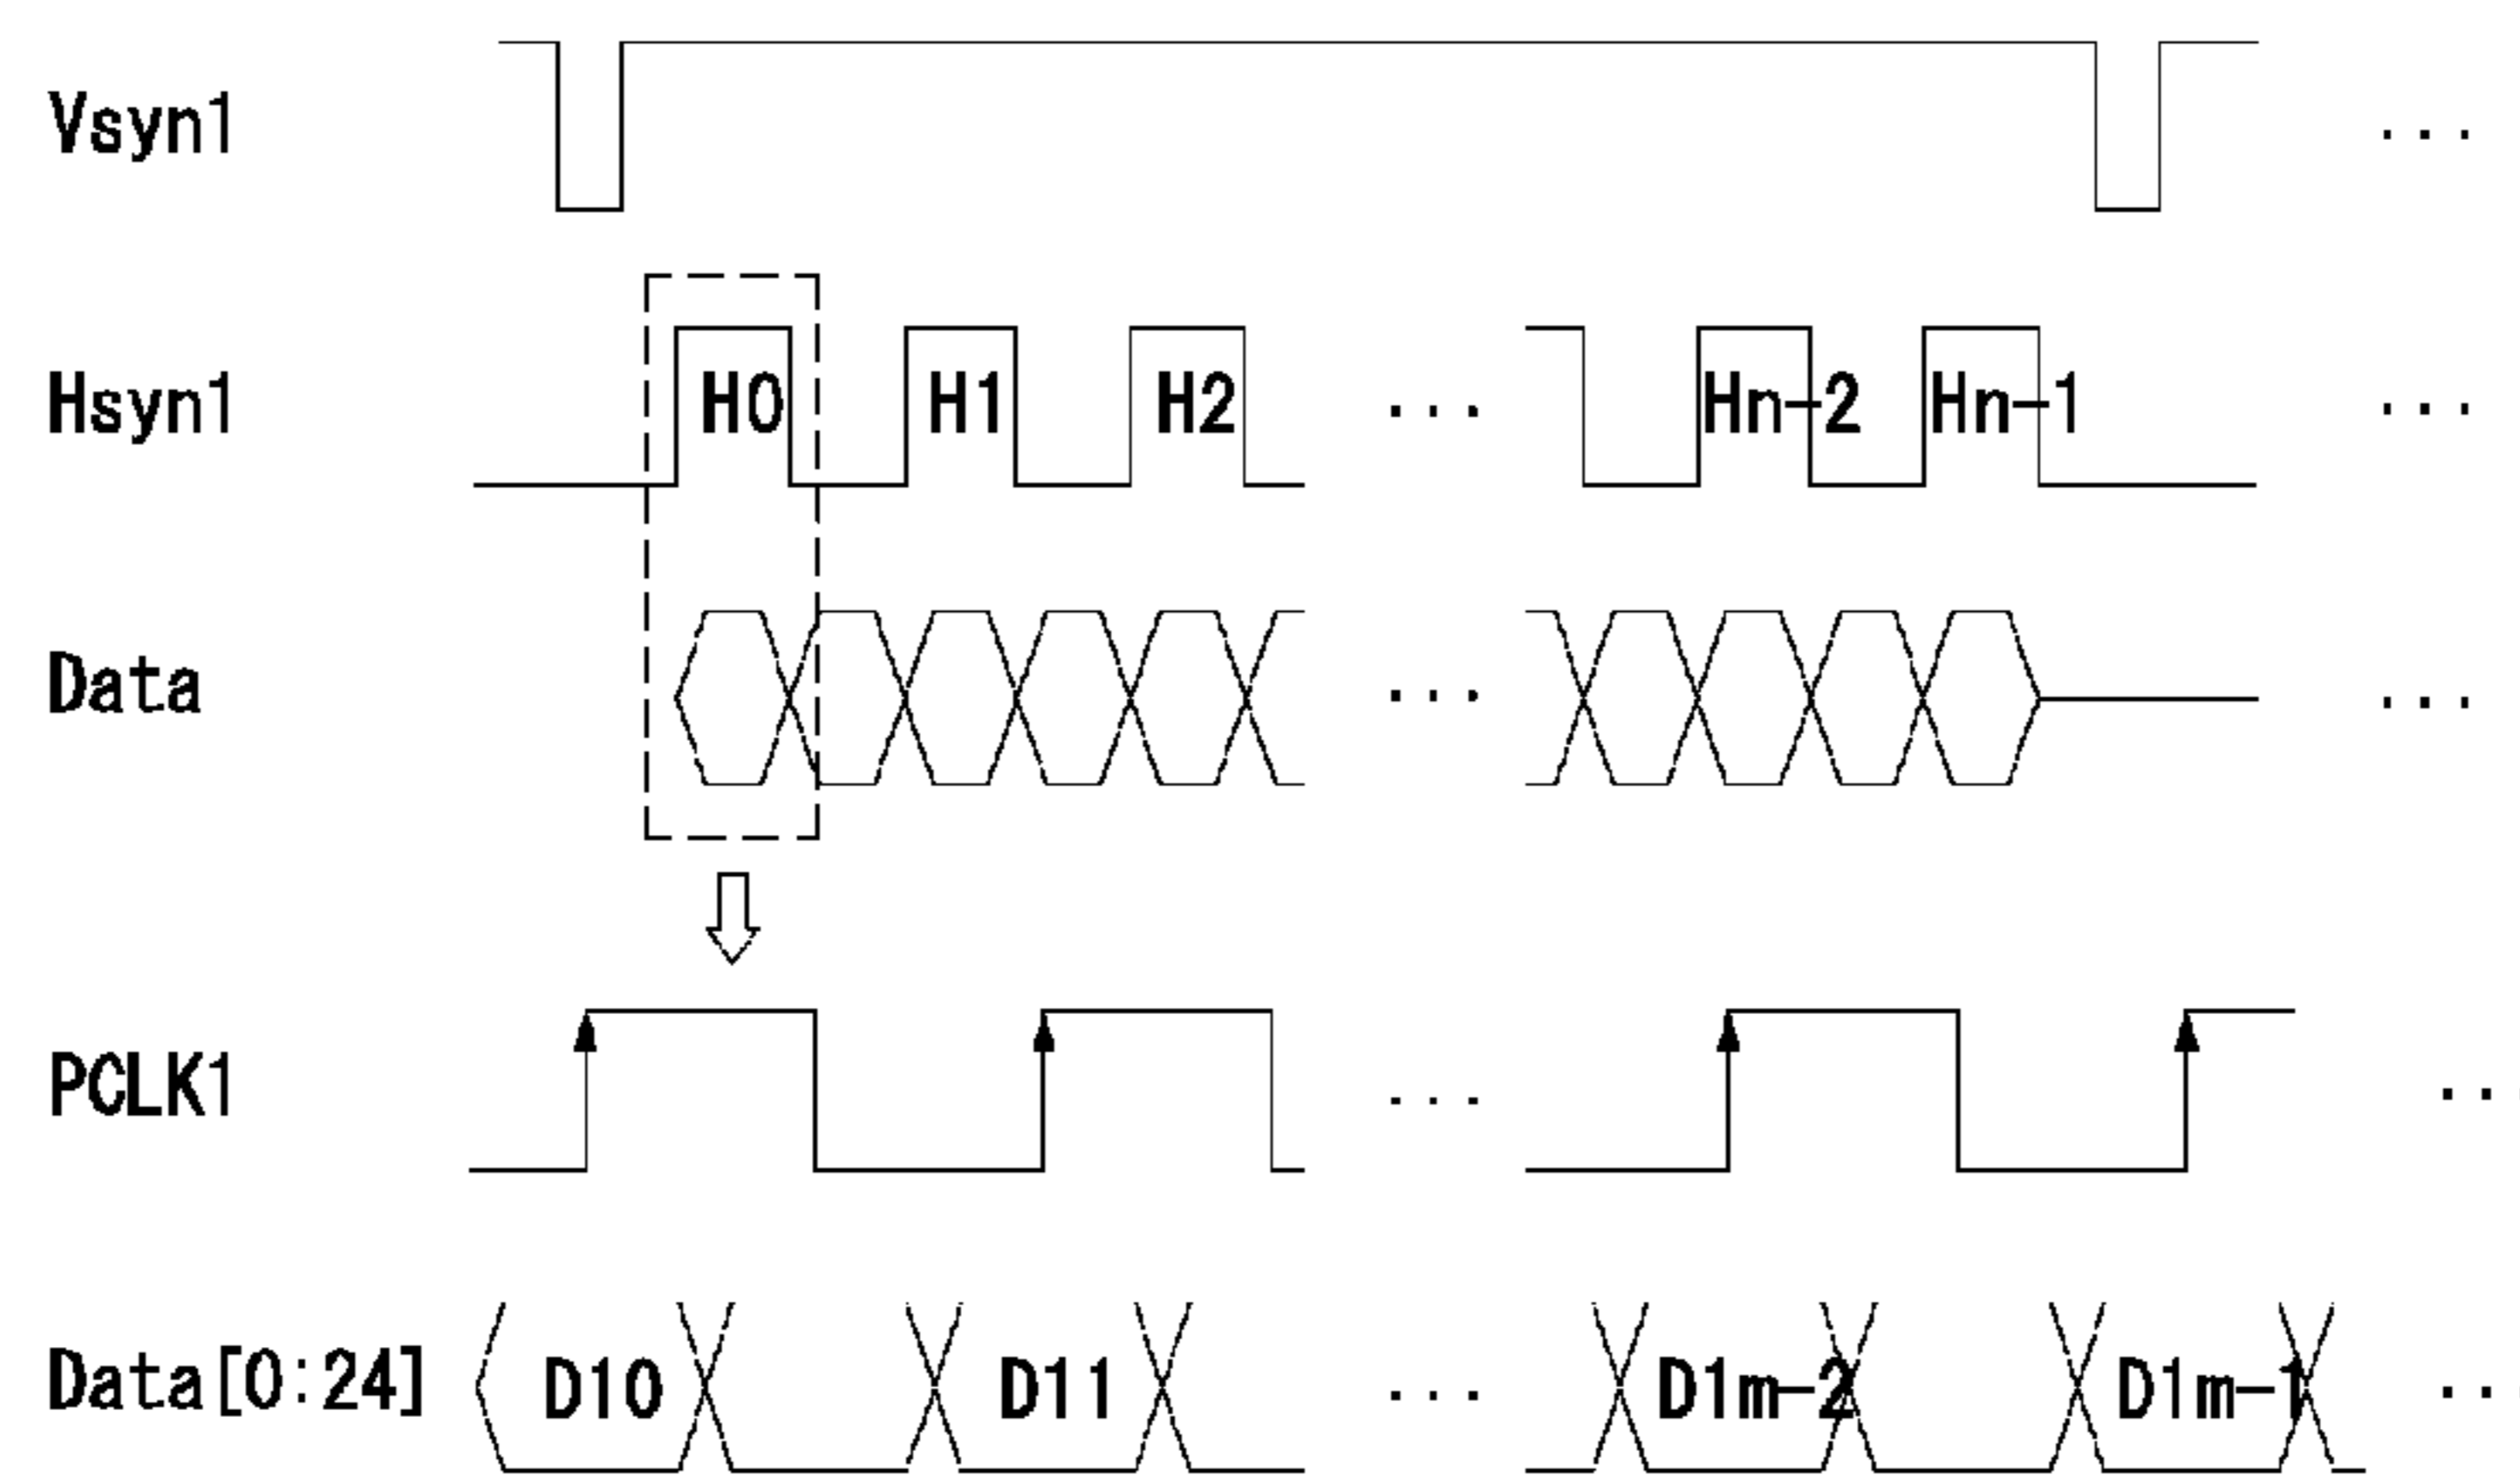 Vsyn1 ...
Hsyn1 H0 H1 H2 ... Hn-2 Hn-1 ...
Data ... ...
PCLK1 ... ..
Data[0:24] D10 D11 ... D1m-2 D1m-1 ..